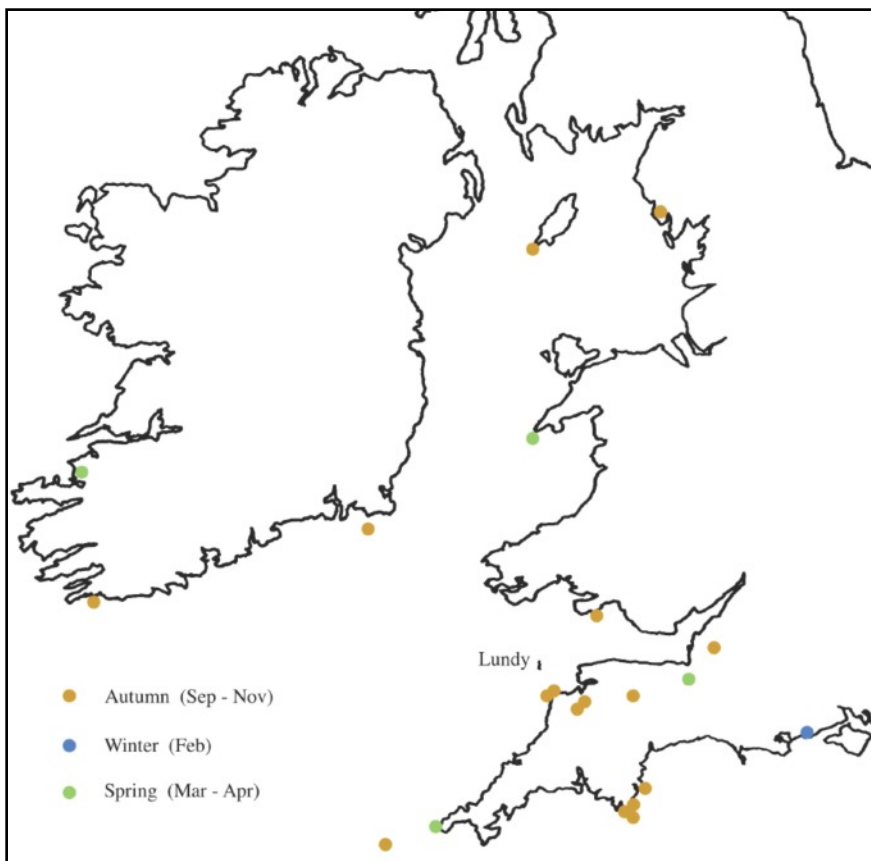 Lundy
Autumn (Sep - Nov)
Winter (Feb)
Spring (Mar - Apr)